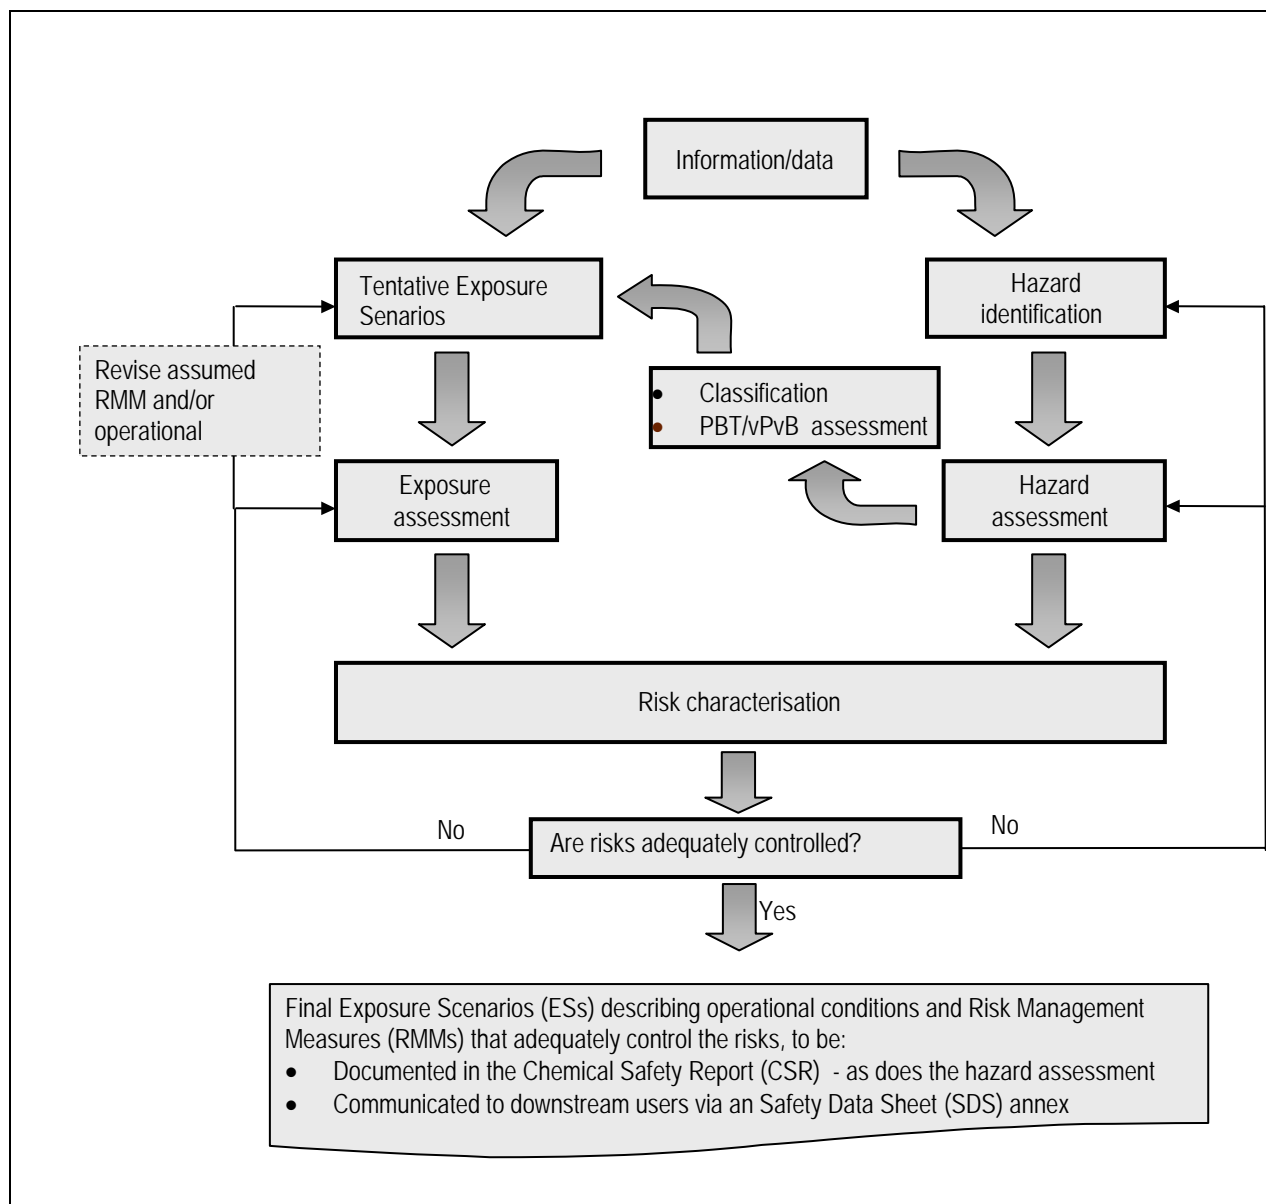 Information/data
Tentative Exposure
Senarios
Hazard
identification
Revise assumed
RMM and/or
operational
• Classification
• PBT/vPvB assessment
Exposure
assessment
Hazard
assessment
Risk characterisation
No
No
Are risks adequately controlled?
Yes
Final Exposure Scenarios (ESs) describing operational conditions and Risk Management
Measures (RMMs) that adequately control the risks, to be:
• Documented in the Chemical Safety Report (CSR) - as does the hazard assessment
• Communicated to downstream users via an Safety Data Sheet (SDS) annex